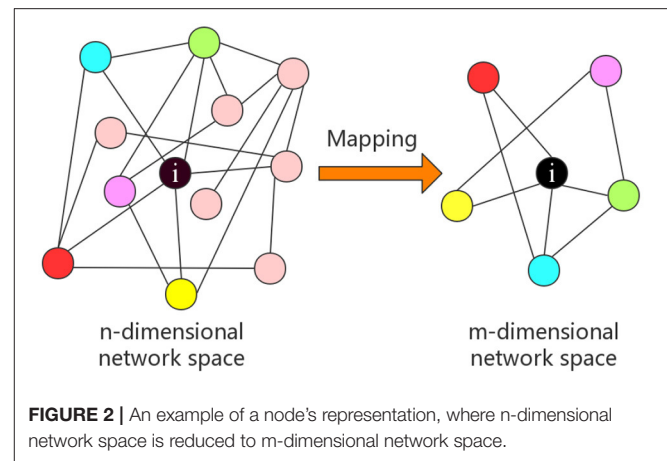 i
n-dimensional
network space
Mapping
i
m-dimensional
network space
FIGURE 2 | An example of a node's representation, where n-dimensional
network space is reduced to m-dimensional network space.